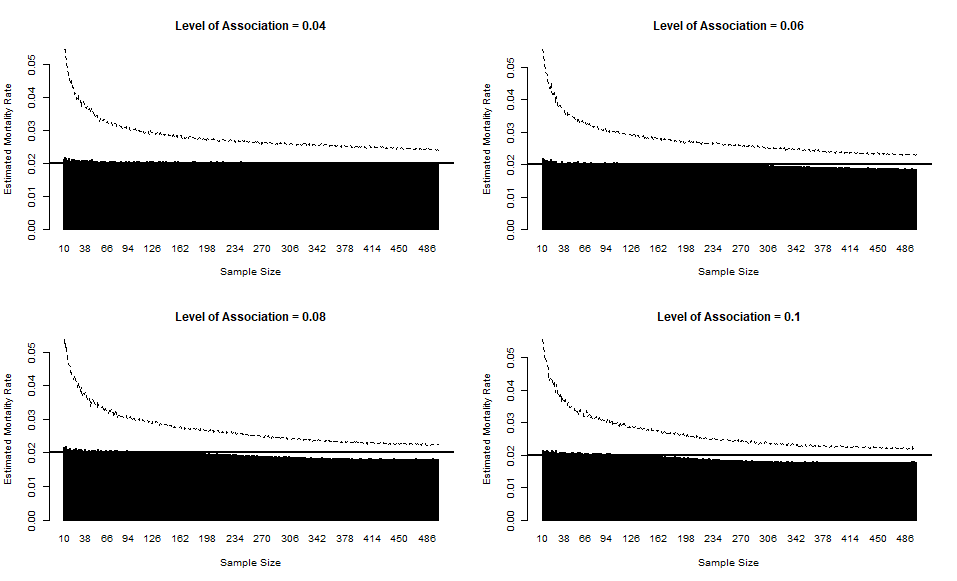 Level of Association = 0.04
Estimated Mortality Rate
0.00 0.01 0.02 0.03 0.04 0.05
10 38 66 94 126 162 198 234 270 306 342 378 414 450 486
Sample Size
Level of Association = 0.06
Estimated Mortality Rate
0.00 0.01 0.02 0.03 0.04 0.05
10 38 66 94 126 162 198 234 270 306 342 378 414 450 486
Sample Size
Level of Association = 0.08
Estimated Mortality Rate
0.00 0.01 0.02 0.03 0.04 0.05
10 38 66 94 126 162 198 234 270 306 342 378 414 450 486
Sample Size
Level of Association = 0.1
Estimated Mortality Rate
0.00 0.01 0.02 0.03 0.04 0.05
10 38 66 94 126 162 198 234 270 306 342 378 414 450 486
Sample Size